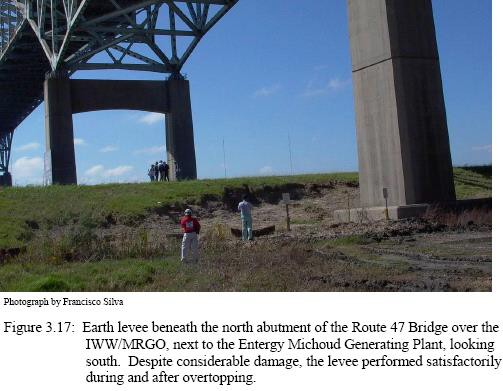 Photograph by Francisco Silva
Figure 3.17: Earth levee beneath the north abutment of the Route 47 Bridge over the
IWW/MRGO, next to the Entergy Michoud Generating Plant, looking
south. Despite considerable damage, the levee performed satisfactorily
during and after overtopping.